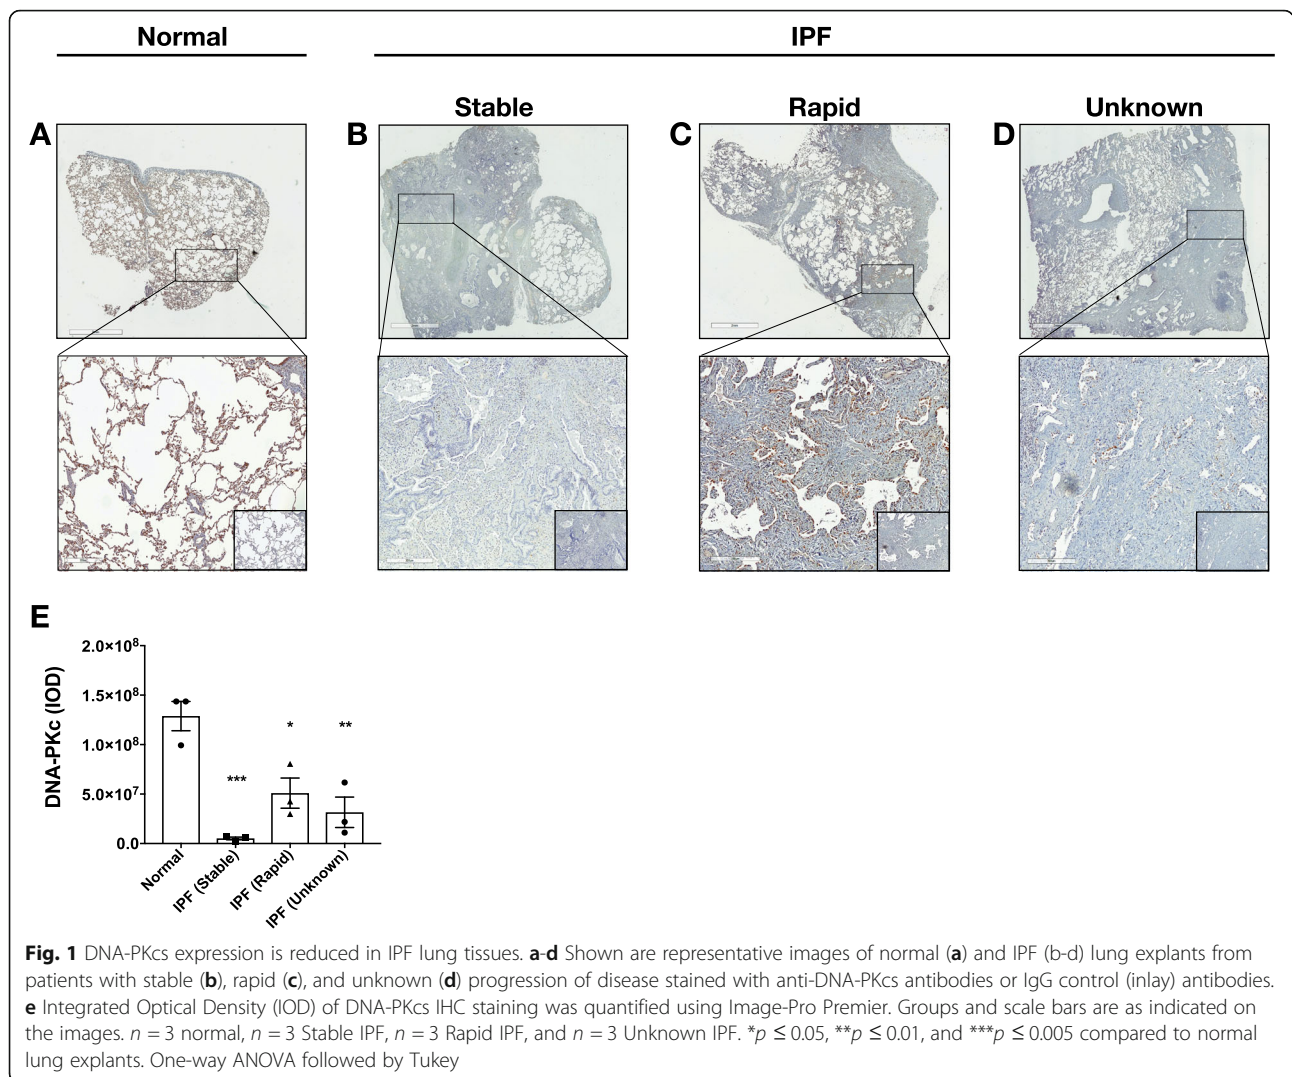 Normal
IPF
Stable
Rapid
Unknown
A
B
C
D
E
DNA-PKc (IOD)
2.0×10⁸
1.5×10⁸
1.0×10⁸
5.0×10⁷
0.0
***
*
**
Normal
IPF (Stable)
IPF (Rapid)
IPF (Unknown)
Fig. 1 DNA-PKcs expression is reduced in IPF lung tissues. a-d Shown are representative images of normal (a) and IPF (b-d) lung explants from
patients with stable (b), rapid (c), and unknown (d) progression of disease stained with anti-DNA-PKcs antibodies or IgG control (inlay) antibodies.
e Integrated Optical Density (IOD) of DNA-PKcs IHC staining was quantified using Image-Pro Premier. Groups and scale bars are as indicated on
the images. n = 3 normal, n = 3 Stable IPF, n = 3 Rapid IPF, and n = 3 Unknown IPF. *p ≤ 0.05, **p ≤ 0.01, and ***p ≤ 0.005 compared to normal
lung explants. One-way ANOVA followed by Tukey